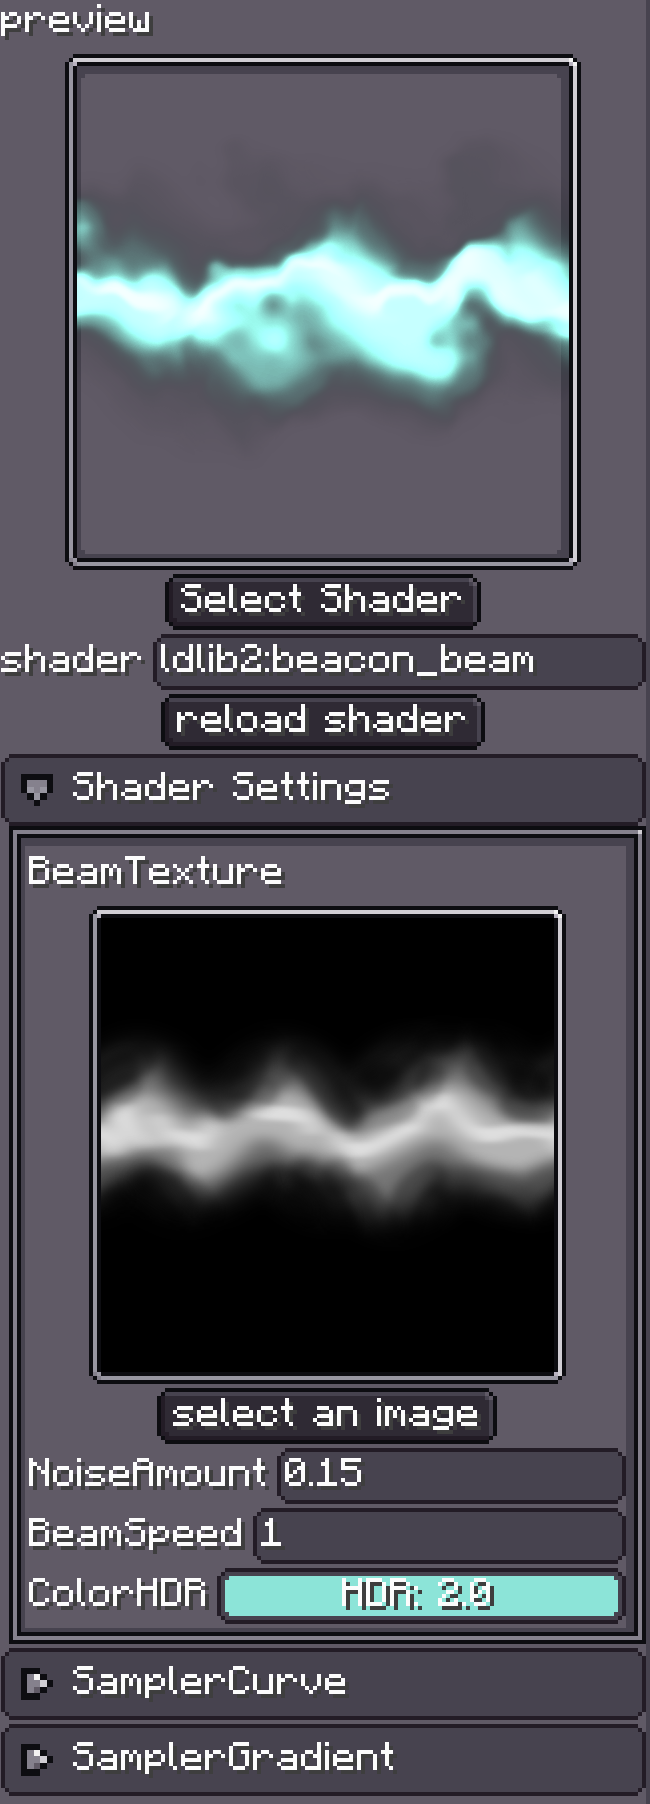 preview
Select Shader
shader ldlib2:beacon_beam
reload shader
Shader Settings
BeamTexture
select an image
NoiseAmount 0.15
BeamSpeed 1
ColorHDR HDR: 2.0
SamplerCurve
SamplerGradient